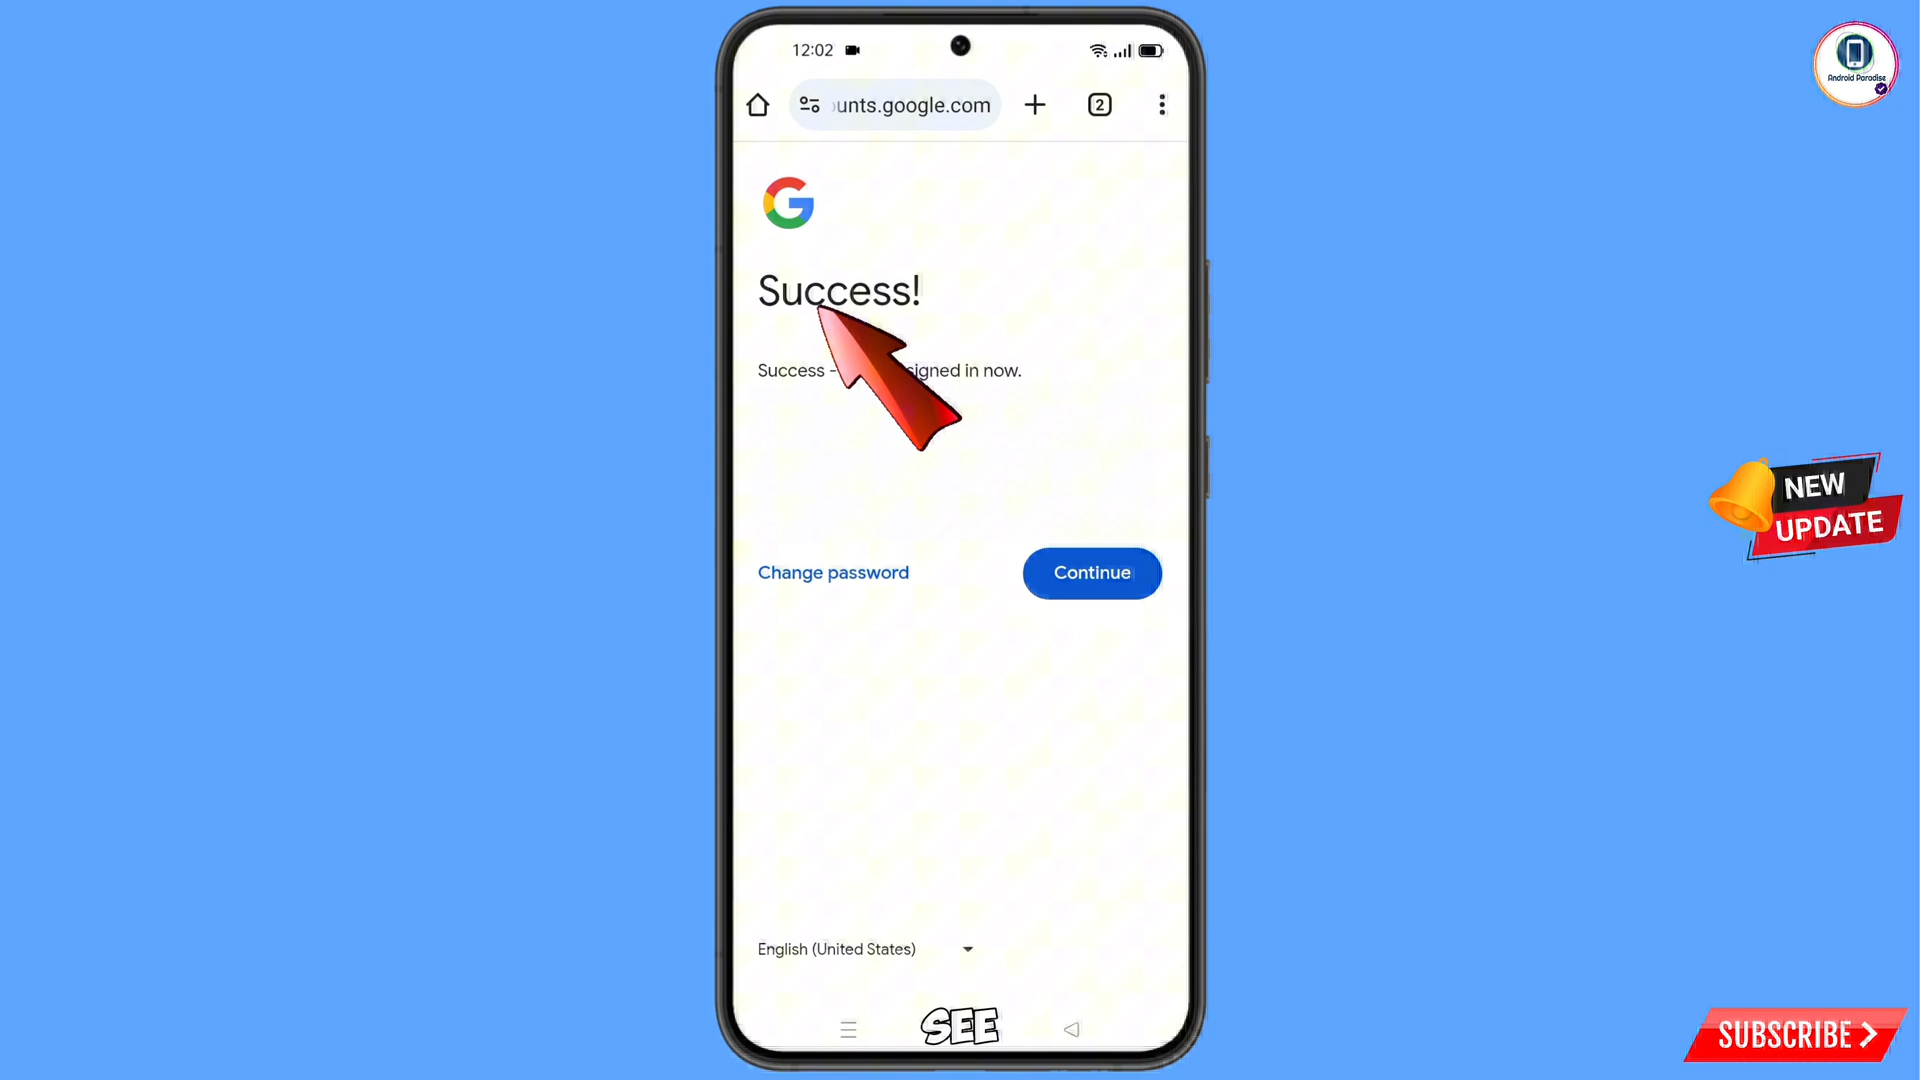 12:02
unts.google.com
2
Android Paradise
Success!
Success - signed in now.
NEW
UPDATE
Change password
Continue
English (United States)
SEE
SUBSCRIBE